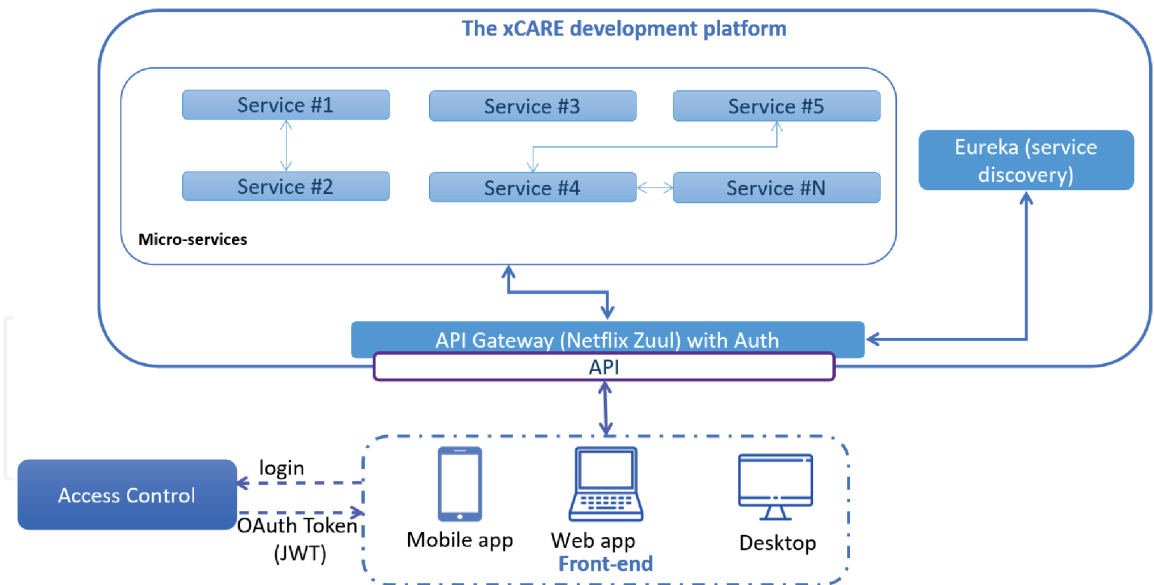 The xCARE development platform
Service #1
Service #3
Service #5
Service #2
Service #4
Service #N
Micro-services
Eureka (service
discovery)
API Gateway (Netflix Zuul) with Auth
API
login
Access Control
OAuth Token
(JWT)
Mobile app
Web app
Desktop
Front-end